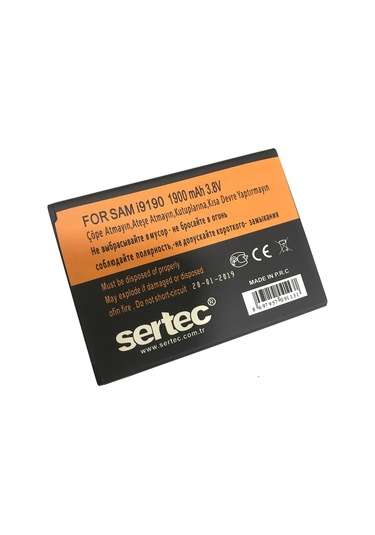 FOR SAM i9190 1900 mAh 3.8V
Çöpe Atmayın, Ateşe Atmayın,Kutuplarına,Kısa Devre Yaptırmayın
Не выбрасывайте в мусор - не бросайте в огонь
соблюдайте полярность,-не допускайте короткого- замыкания
Must be disposed of properly
May explode if damaged or disposed
ofin fire . Do not short-circuit
20-01-2019
MADE IN P.R.C
sertec
www.sertec.com.tr